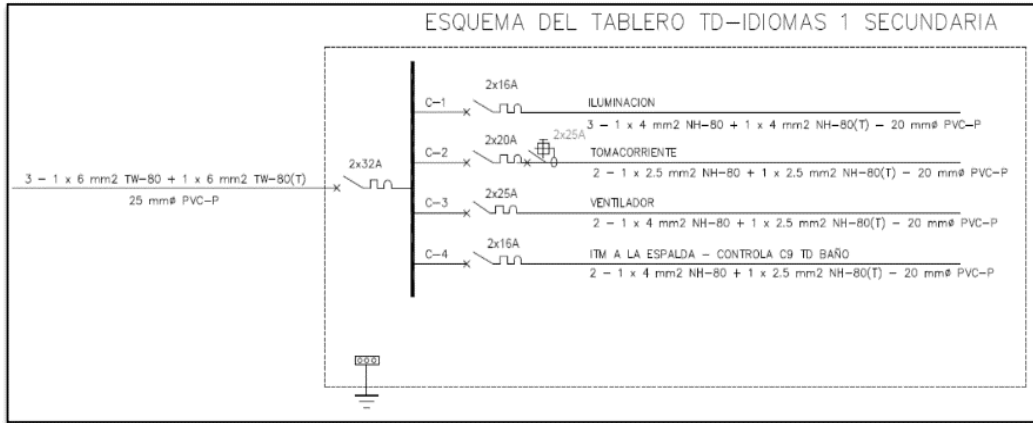 ESQUEMA DEL TABLERO TD-IDIOMAS 1 SECUNDARIA
3 - 1 x 6 mm2 TW-80 + 1 x 6 mm2 TW-80(T)
25 mmø PVC-P
2x32A
C-1
2x16A
ILUMINACION
3 - 1 x 4 mm2 NH-80 + 1 x 4 mm2 NH-80(T) - 20 mmø PVC-P
C-2
2x20A
2x25A
TOMACORRIENTE
2 - 1 x 2.5 mm2 NH-80 + 1 x 2.5 mm2 NH-80(T) - 20 mmø PVC-P
C-3
2x25A
VENTILADOR
2 - 1 x 4 mm2 NH-80 + 1 x 2.5 mm2 NH-80(T) - 20 mmø PVC-P
C-4
2x16A
ITM A LA ESPALDA - CONTROLA C9 TD BAÑO
2 - 1 x 4 mm2 NH-80 + 1 x 2.5 mm2 NH-80(T) - 20 mmø PVC-P